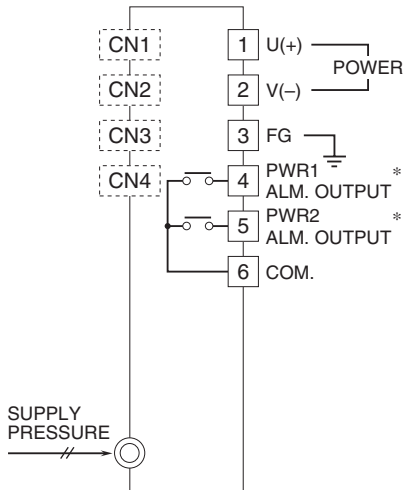 CN1
CN2
CN3
CN4
1 U(+)
POWER
2 V(–)
3 FG
4 PWR1 *
ALM. OUTPUT
5 PWR2 *
ALM. OUTPUT
6 COM.
SUPPLY
PRESSURE